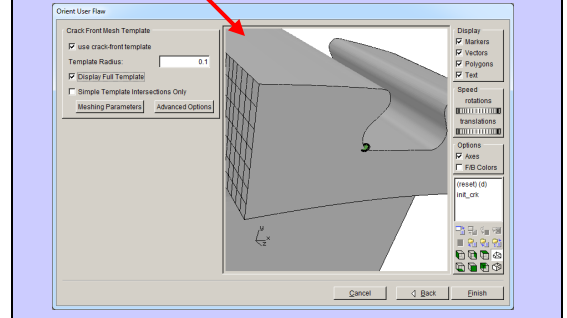 Orient User Flaw
Crack Front Mesh Template
use crack-front template
Template Radius: 0.1
Display Full Template
Simple Template Intersections Only
Meshing Parameters Advanced Options
y
x
z
Display
Markers
Vectors
Polygons
Text
Speed
rotations
translations
Options
Axes
F/B Colors
(reset) (d)
init_crk
Cancel Back Finish